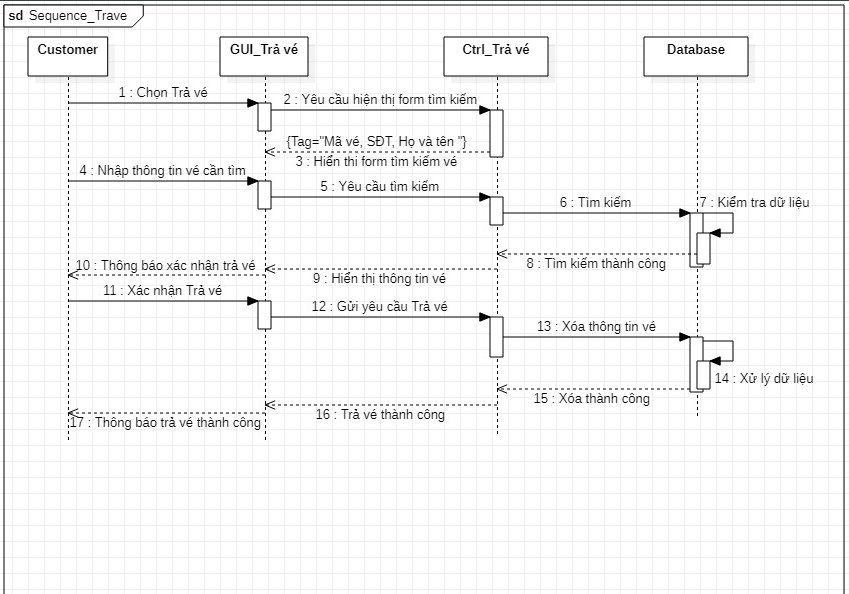 sd Sequence_Trave
Customer
GUI_Trả vé
Ctrl_Trả vé
Database
1 : Chọn Trả vé
2 : Yêu cầu hiện thị form tìm kiếm
{Tag="Mã vé, SĐT, Họ và tên "}
3 : Hiển thi form tìm kiếm vé
4 : Nhập thông tin vé cần tìm
5 : Yêu cầu tìm kiếm
6 : Tìm kiếm
7 : Kiểm tra dữ liệu
8 : Tìm kiếm thành công
9 : Hiển thị thông tin vé
10 : Thông báo xác nhận trả vé
11 : Xác nhận Trả vé
12 : Gửi yêu cầu Trả vé
13 : Xóa thông tin vé
14 : Xử lý dữ liệu
15 : Xóa thành công
16 : Trả vé thành công
17 : Thông báo trả vé thành công